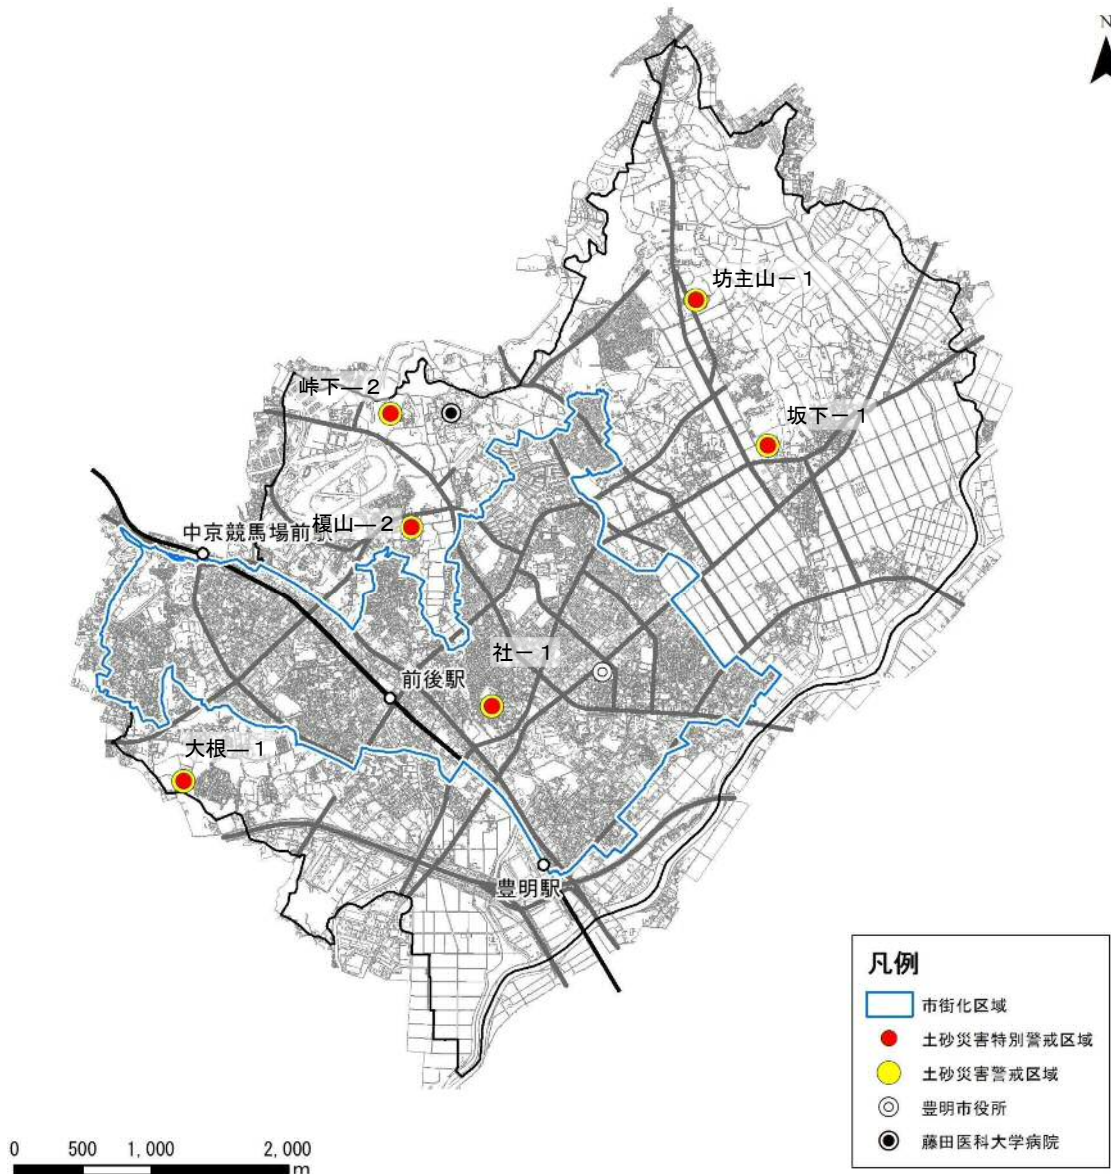 N
坊主山－１
峠下―２
坂下－１
榎山―２
中京競馬場前駅
社－１
前後駅
大根―１
豊明駅
凡例
市街化区域
土砂災害特別警戒区域
土砂災害警戒区域
豊明市役所
藤田医科大学病院
0 500 1,000 2,000
m